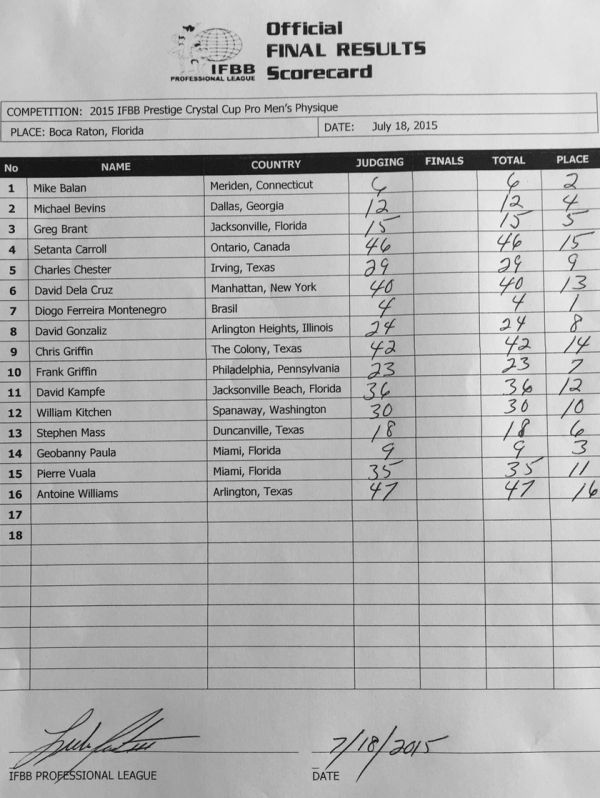 Official
FINAL RESULTS
IFBB Scorecard
PROFESSIONAL LEAGUE
COMPETITION: 2015 IFBB Prestige Crystal Cup Pro Men's Physique
PLACE: Boca Raton, Florida DATE: July 18, 2015
No NAME COUNTRY JUDGING FINALS TOTAL PLACE
1 Mike Balan Meriden, Connecticut 6 6 2
2 Michael Bevins Dallas, Georgia 12 12 4
3 Greg Brant Jacksonville, Florida 15 15 5
4 Setanta Carroll Ontario, Canada 46 46 15
5 Charles Chester Irving, Texas 29 29 9
6 David Dela Cruz Manhattan, New York 40 40 13
7 Diogo Ferreira Montenegro Brasil 4 4 1
8 David Gonzaliz Arlington Heights, Illinois 24 24 8
9 Chris Griffin The Colony, Texas 42 42 14
10 Frank Griffin Philadelphia, Pennsylvania 23 23 7
11 David Kampfe Jacksonville Beach, Florida 36 36 12
12 William Kitchen Spanaway, Washington 30 30 10
13 Stephen Mass Duncanville, Texas 18 18 6
14 Geobanny Paula Miami, Florida 9 9 3
15 Pierre Vuala Miami, Florida 35 35 11
16 Antoine Williams Arlington, Texas 47 47 16
17
18
7/18/2015
IFBB PROFESSIONAL LEAGUE DATE